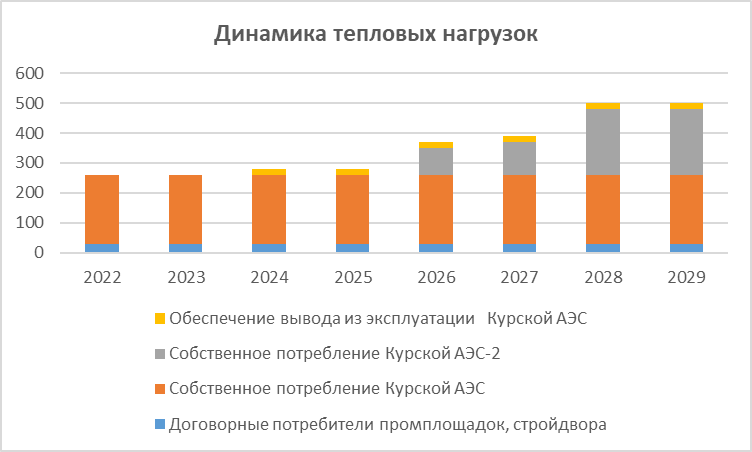 Динамика тепловых нагрузок
600
500
400
300
200
100
0
2022 2023 2024 2025 2026 2027 2028 2029
Обеспечение вывода из эксплуатации Курской АЭС
Собственное потребление Курской АЭС-2
Собственное потребление Курской АЭС
Договорные потребители промплощадок, стройдвора